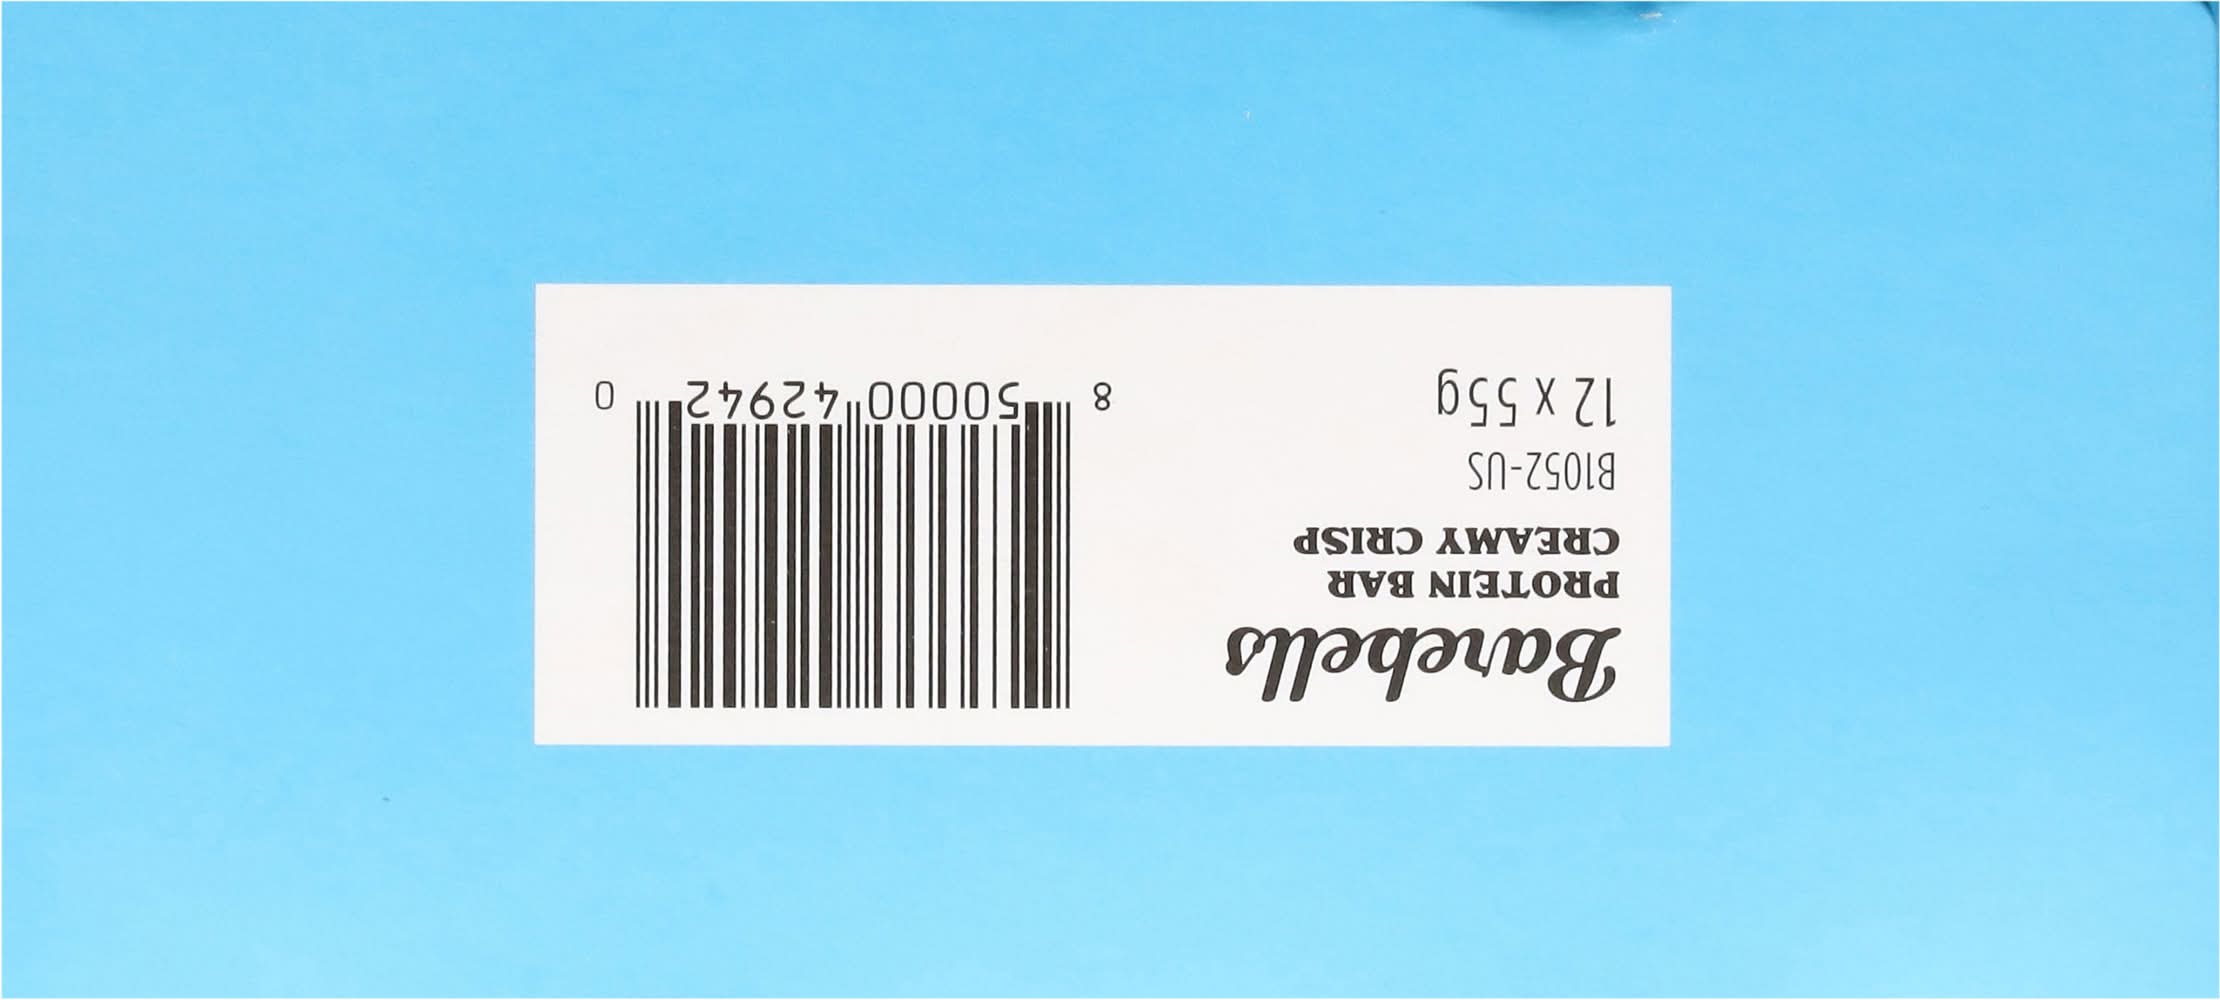 Barebells
PROTEIN BAR
CREAMY CRISP
B1052-US
12 x 55g
8 50000 42942 0